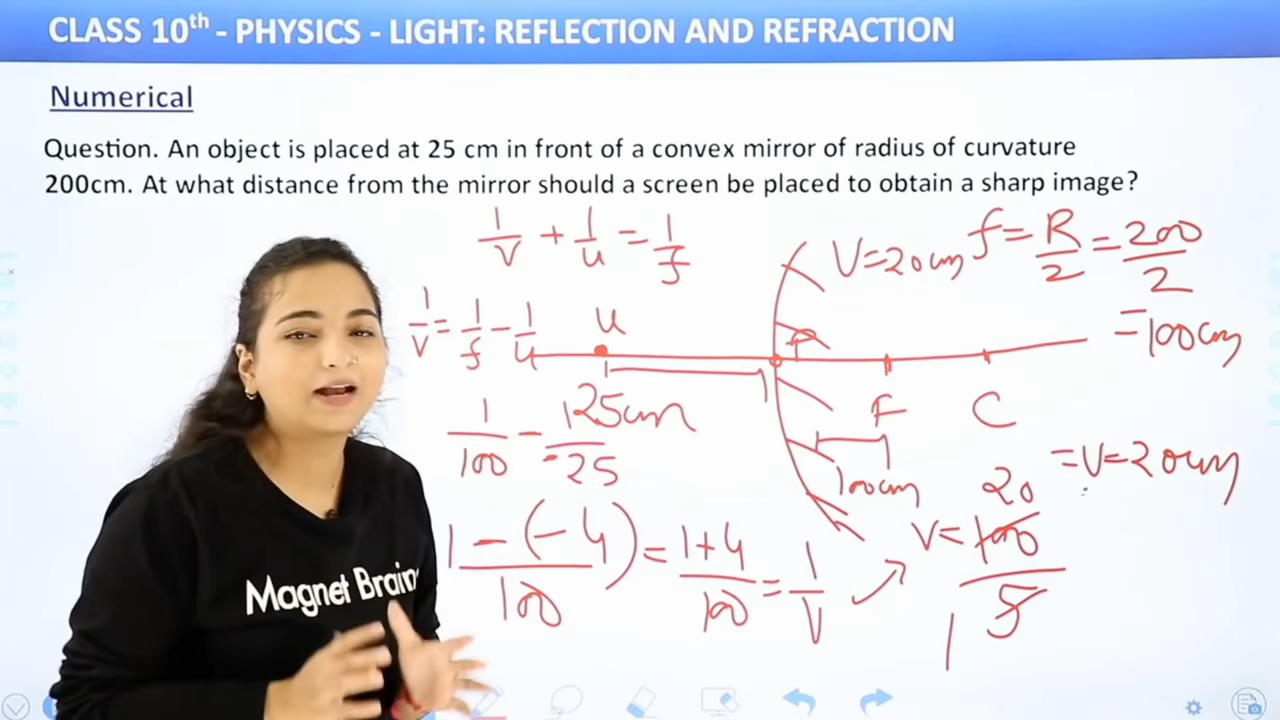 CLASS 10th - PHYSICS - LIGHT: REFLECTION AND REFRACTION
Numerical
Question. An object is placed at 25 cm in front of a convex mirror of radius of curvature
200cm. At what distance from the mirror should a screen be placed to obtain a sharp image?
1/v + 1/u = 1/f
V=20cm
f = R/2 = 200/2
= 100cm
1/v = 1/f - 1/u
u
P
F
C
25cm
1/100 - 1/-25
100cm
= V = 20cm
1-(-4)/100 = 1+4/100 = 1/V
V = 100/5
20
1
Magnet Brain